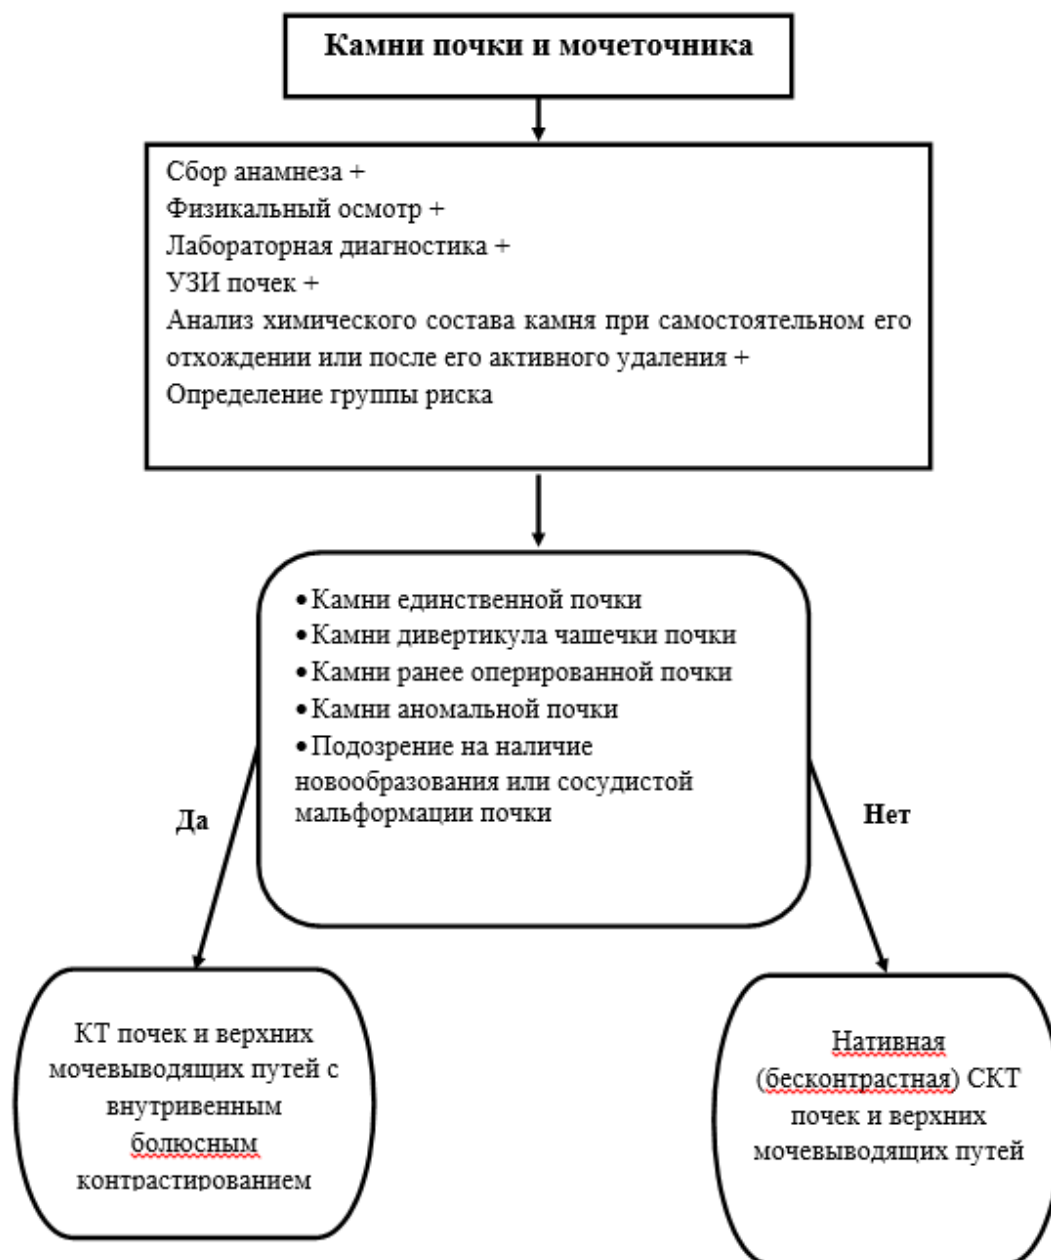 Камни почки и мочеточника
Сбор анамнеза +
Физикальный осмотр +
Лабораторная диагностика +
УЗИ почек +
Анализ химического состава камня при самостоятельном его
отхождении или после его активного удаления +
Определение группы риска
•Камни единственной почки
•Камни дивертикула чашечки почки
•Камни ранее оперированной почки
•Камни аномальной почки
•Подозрение на наличие
новообразования или сосудистой
мальформации почки
Да
Нет
КТ почек и верхних
мочевыводящих путей с
внутривенным
болюсным
контрастированием
Нативная
(бесконтрастная) СКТ
почек и верхних
мочевыводящих путей